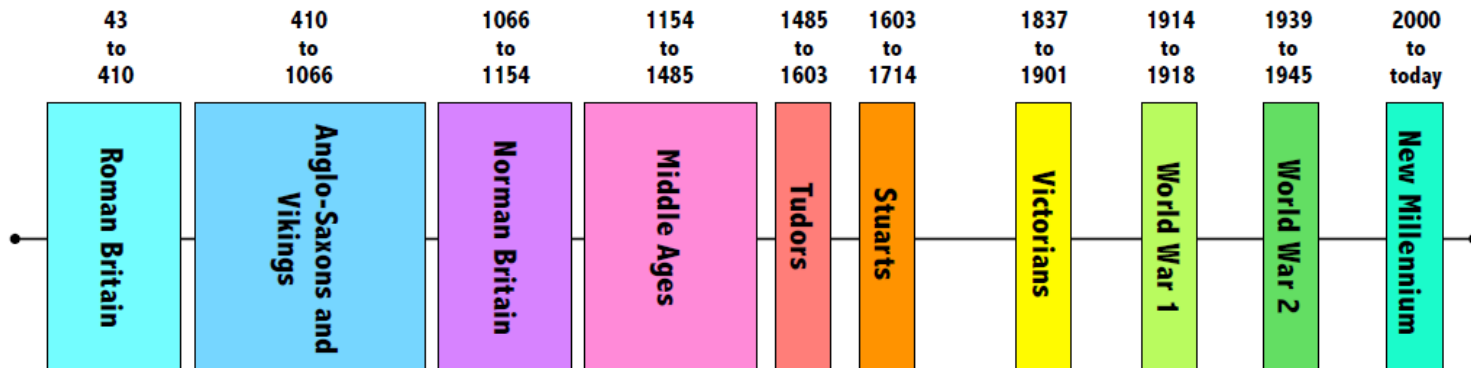 43
to
410
410
to
1066
1066
to
1154
1154
to
1485
1485
to
1603
1603
to
1714
1837
to
1901
1914
to
1918
1939
to
1945
2000
to
today
Roman Britain
Anglo-Saxons and
Vikings
Norman Britain
Middle Ages
Tudors
Stuarts
Victorians
World War 1
World War 2
New Millennium